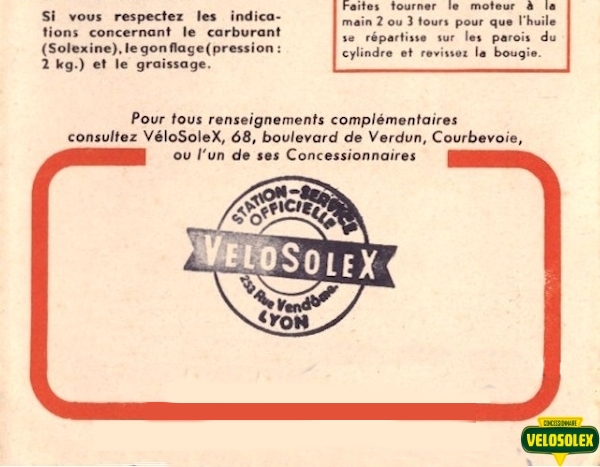 Si vous respectez les indica-
tions concernant le carburant
(Solexine), le gonflage (pression :
2 kg.) et le graissage.
Faites tourner le moteur à la
main 2 ou 3 tours pour que l'huile
se répartisse sur les parois du
cylindre et revissez la bougie.
Pour tous renseignements complémentaires
consultez VéloSoleX, 68, boulevard de Verdun, Courbevoie,
ou l'un de ses Concessionnaires
STATION-SERVICE
OFFICIELLE
VELOSOLEX
253 Rue Vendôme.
LYON
CONCESSIONNAIRE
VELOSOLEX